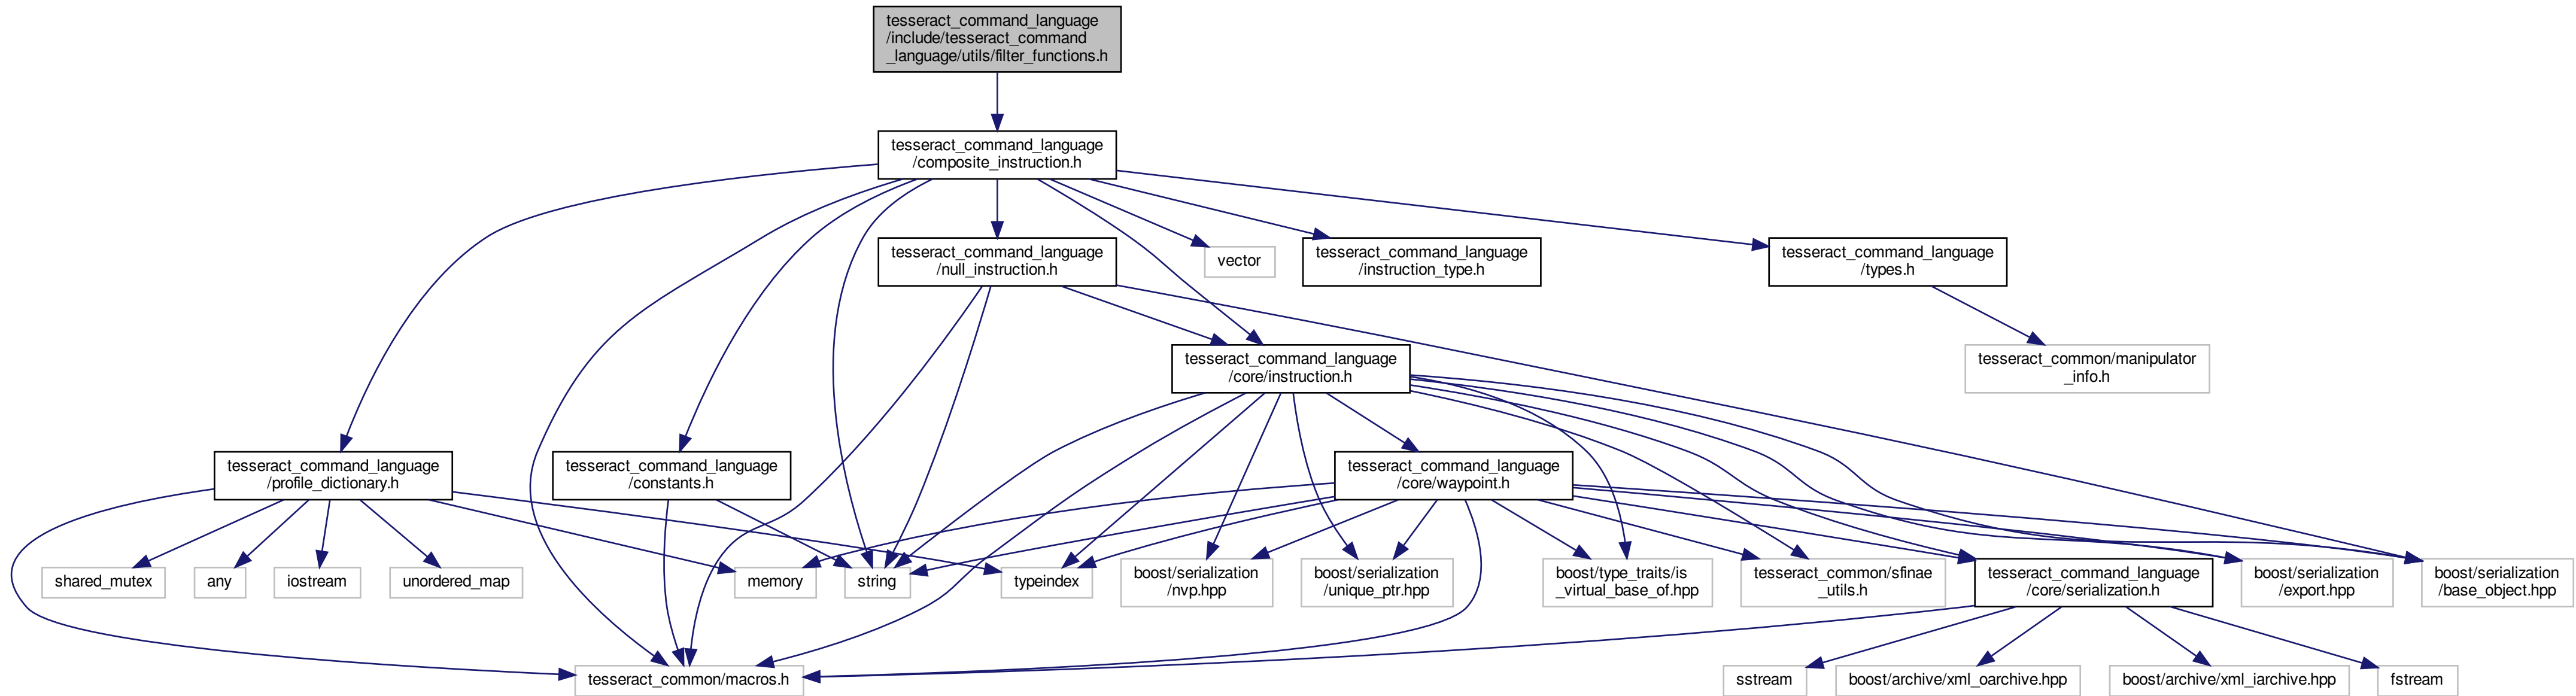 tesseract_command_language
/include/tesseract_command
_language/utils/filter_functions.h
tesseract_command_language
/composite_instruction.h
tesseract_command_language
/null_instruction.h
vector
tesseract_command_language
/instruction_type.h
tesseract_command_language
/types.h
tesseract_command_language
/core/instruction.h
tesseract_common/manipulator
_info.h
tesseract_command_language
/profile_dictionary.h
tesseract_command_language
/constants.h
tesseract_command_language
/core/waypoint.h
shared_mutex
any
iostream
unordered_map
memory
string
typeindex
boost/serialization
/nvp.hpp
boost/serialization
/unique_ptr.hpp
boost/type_traits/is
_virtual_base_of.hpp
tesseract_common/sfinae
_utils.h
tesseract_command_language
/core/serialization.h
boost/serialization
/export.hpp
boost/serialization
/base_object.hpp
tesseract_common/macros.h
sstream
boost/archive/xml_oarchive.hpp
boost/archive/xml_iarchive.hpp
fstream